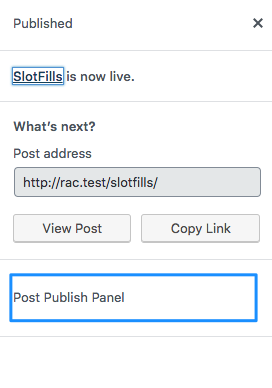 Published
SlotFills is now live.
What's next?
Post address
http://rac.test/slotfills/
View Post
Copy Link
Post Publish Panel